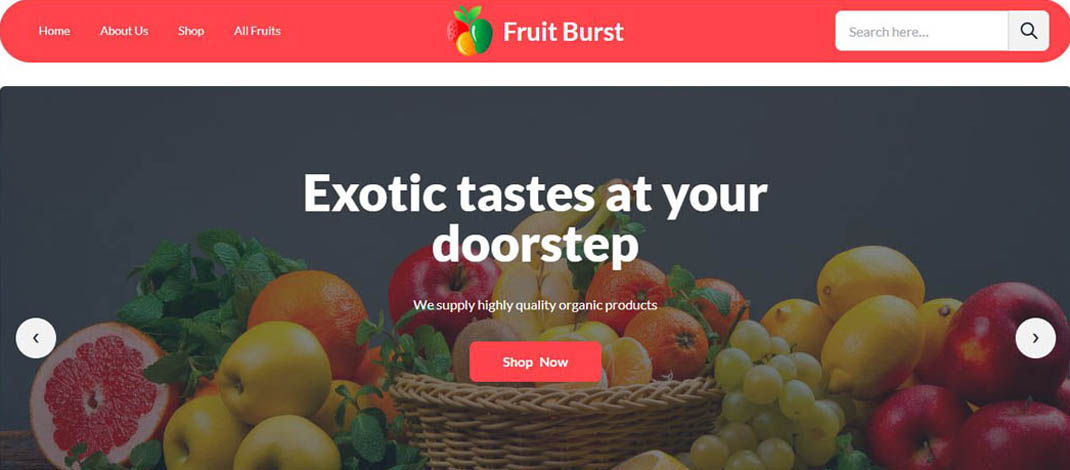 Home About Us Shop All Fruits Fruit Burst Search here...
Exotic tastes at your
doorstep
We supply highly quality organic products
Shop Now